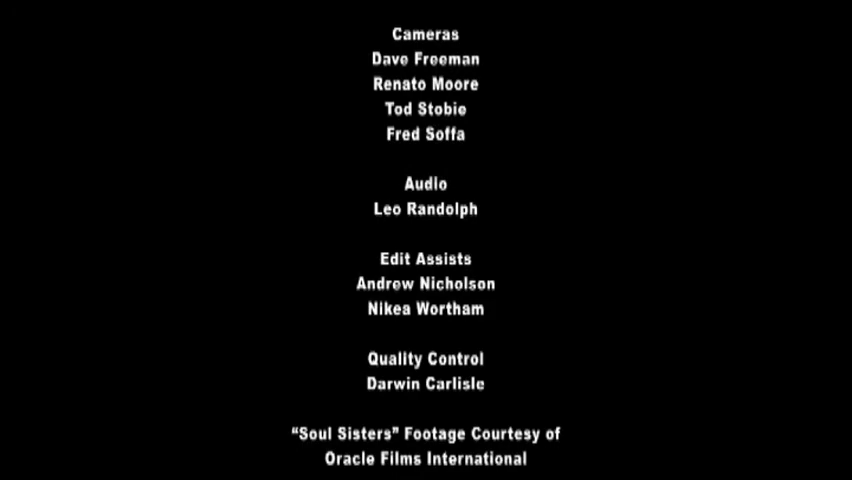 Cameras
Dave Freeman
Renato Moore
Tod Stobie
Fred Soffa
Audio
Leo Randolph
Edit Assists
Andrew Nicholson
Nikea Wortham
Quality Control
Darwin Carlisle
“Soul Sisters” Footage Courtesy of
Oracle Films International